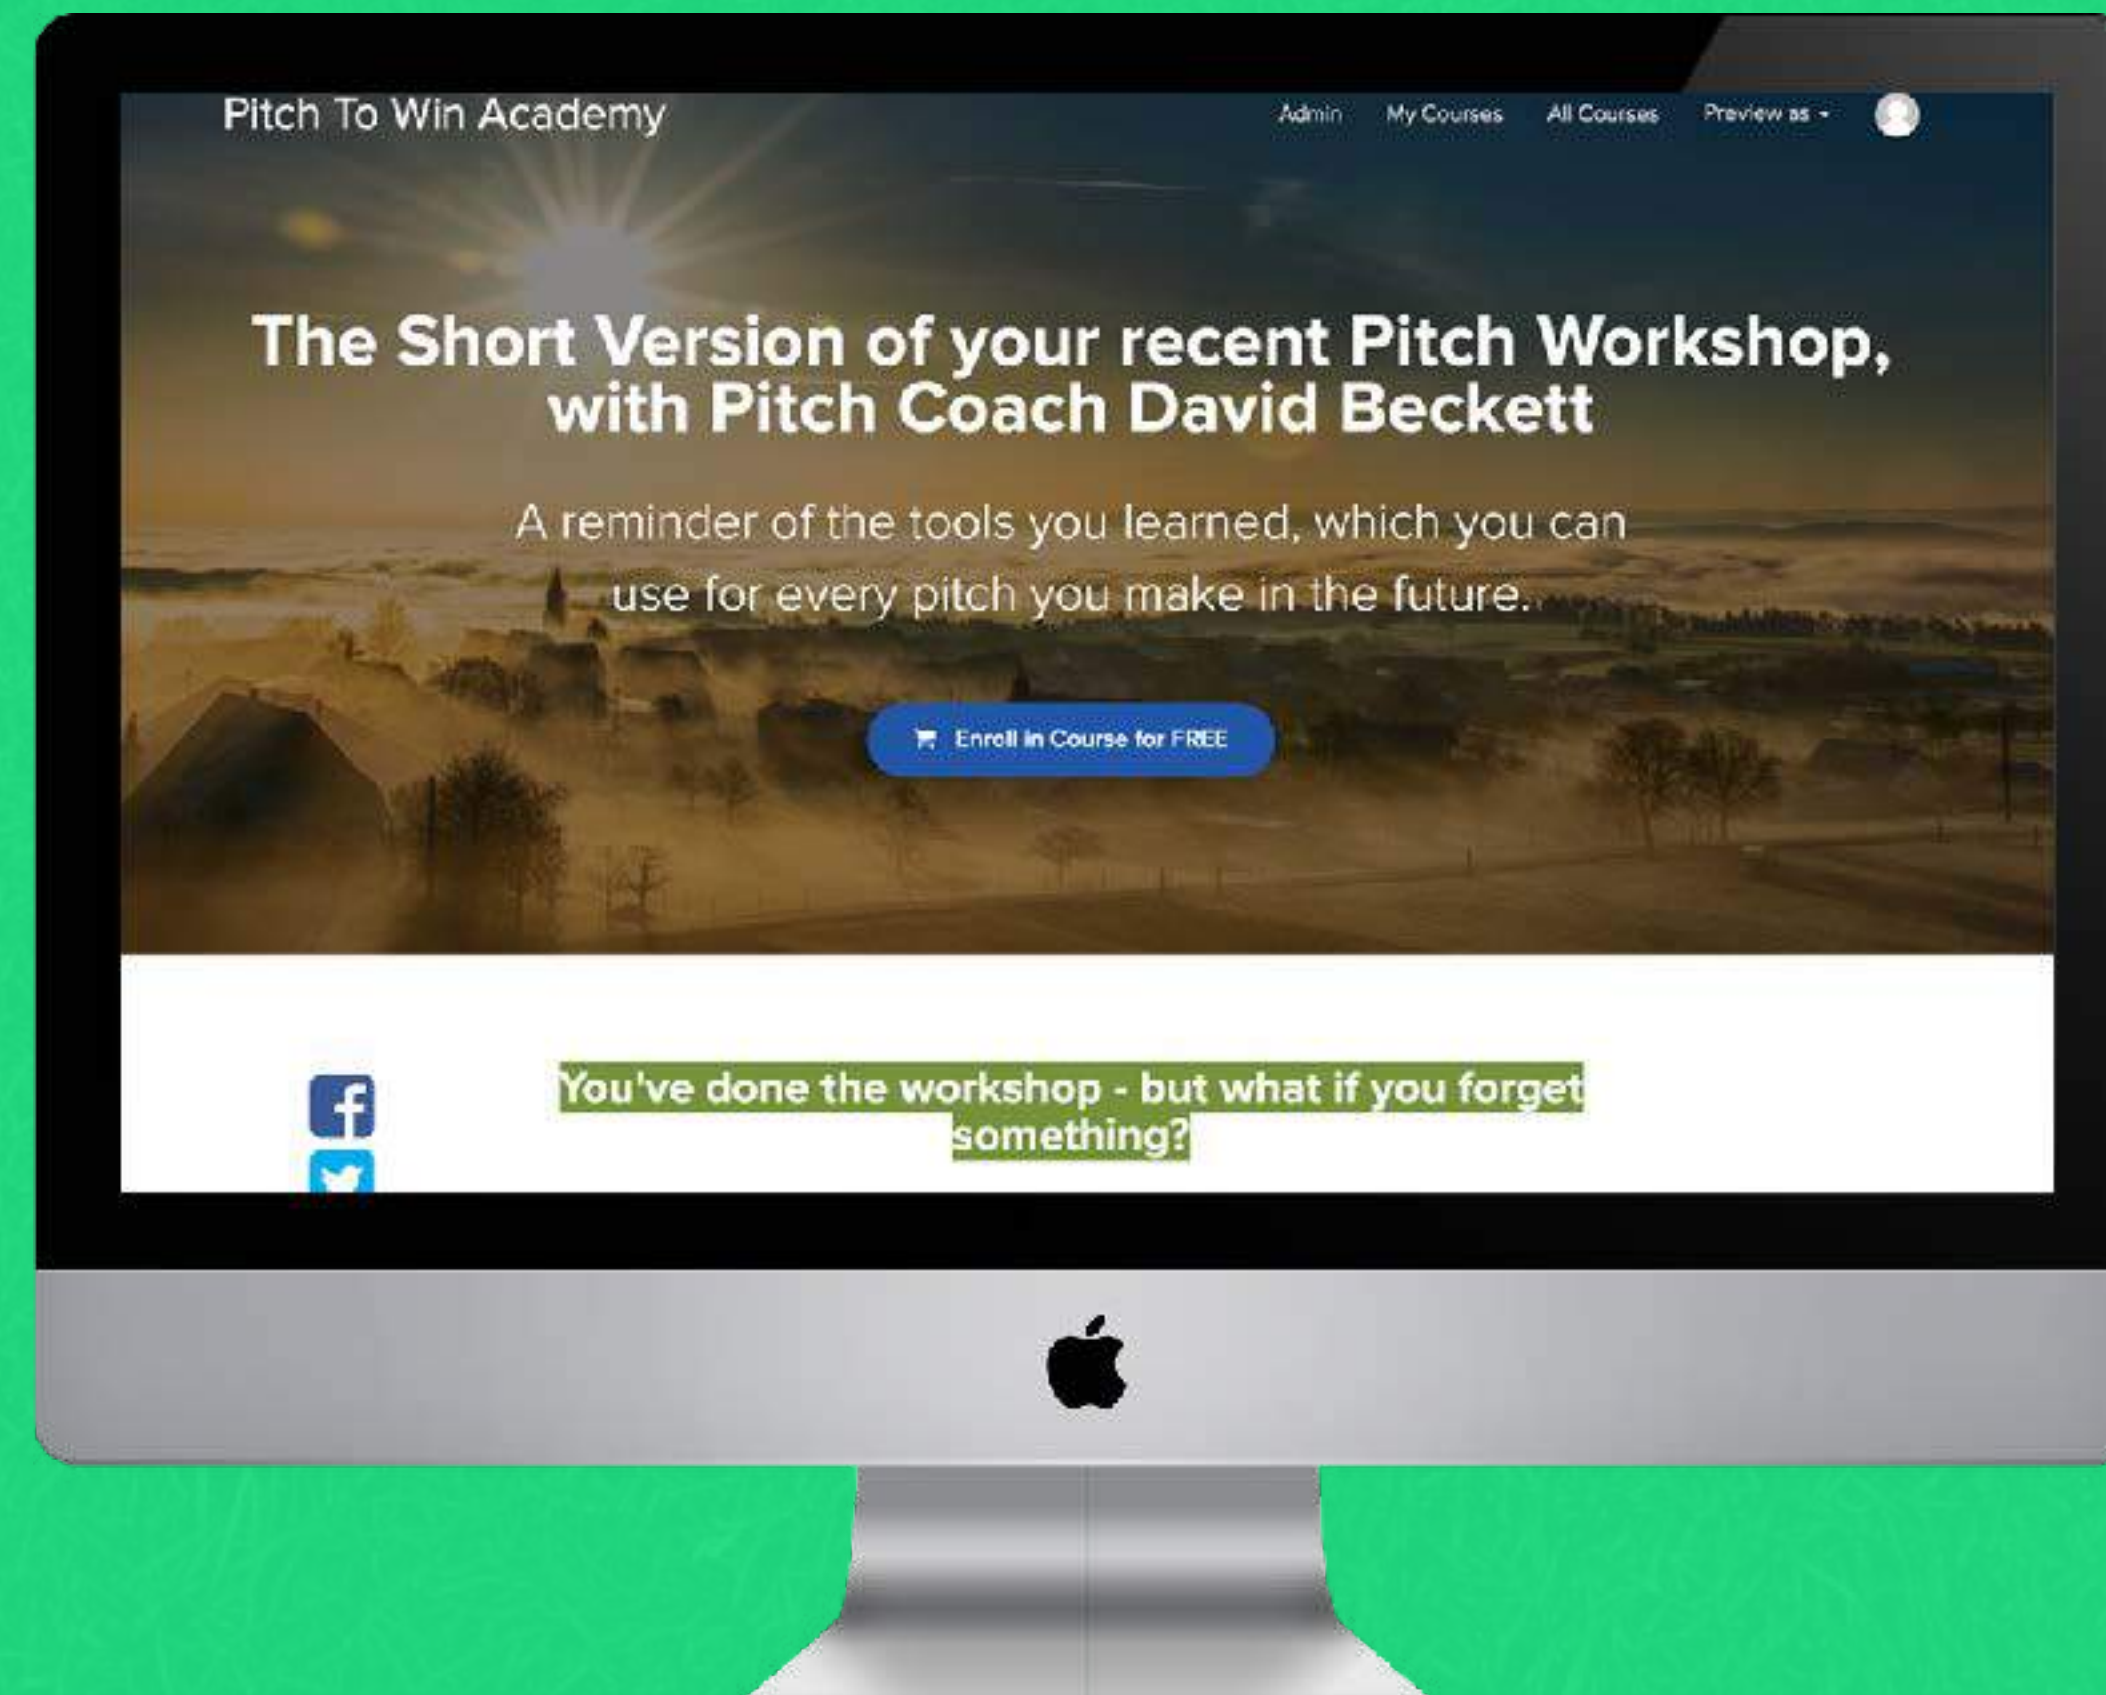 Pitch To Win Academy
Admin My Courses All Courses Preview as
The Short Version of your recent Pitch Workshop,
with Pitch Coach David Beckett
A reminder of the tools you learned, which you can
use for every pitch you make in the future.
Enroll in Course for FREE
You've done the workshop - but what if you forget
something?